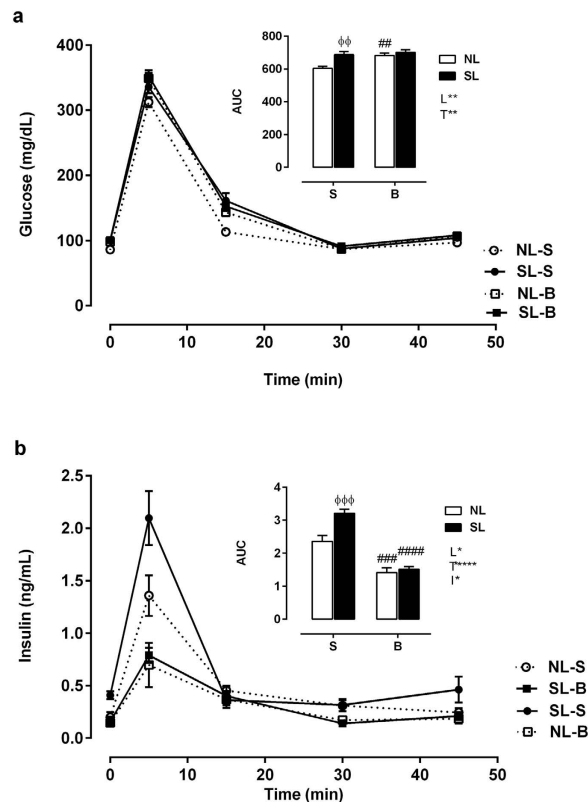 a
Glucose (mg/dL)
400
300
200
100
0
0 10 20 30 40 50
Time (min)
AUC
800
600
400
200
0
ϕϕ
##
S B
NL
SL
L**
T**
NL-S
SL-S
NL-B
SL-B
b
Insulin (ng/mL)
2.5
2.0
1.5
1.0
0.5
0.0
0 10 20 30 40 50
Time (min)
AUC
4
3
2
1
0
ϕϕϕ
###
####
S B
NL
SL
L*
T****
I*
NL-S
SL-B
SL-S
NL-B